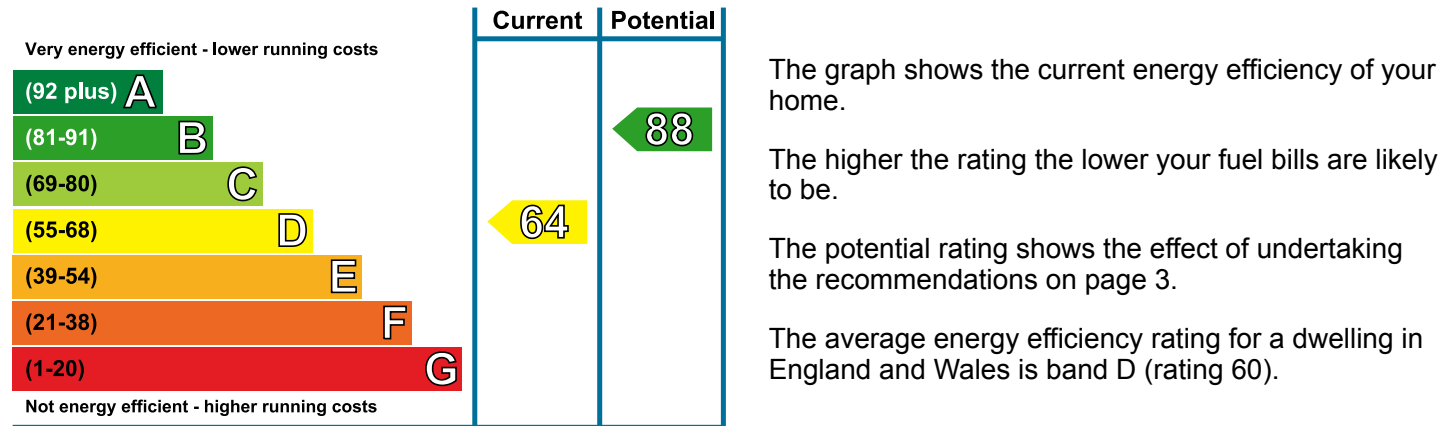 Current Potential
Very energy efficient - lower running costs
(92 plus) A
(81-91) B
88
(69-80) C
(55-68) D
64
(39-54) E
(21-38) F
(1-20) G
Not energy efficient - higher running costs
The graph shows the current energy efficiency of your
home.
The higher the rating the lower your fuel bills are likely
to be.
The potential rating shows the effect of undertaking
the recommendations on page 3.
The average energy efficiency rating for a dwelling in
England and Wales is band D (rating 60).